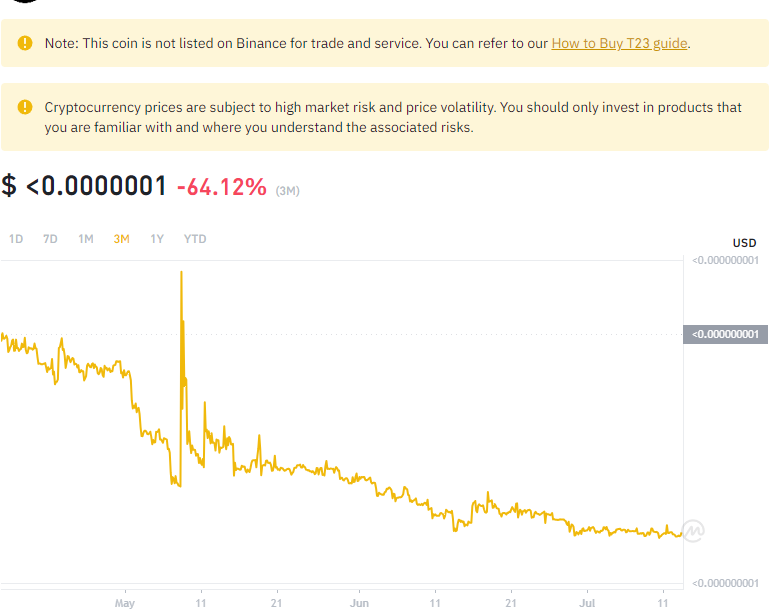 Note: This coin is not listed on Binance for trade and service. You can refer to our How to Buy T23 guide.
Cryptocurrency prices are subject to high market risk and price volatility. You should only invest in products that
you are familiar with and where you understand the associated risks.
$ <0.0000001 -64.12% (3M)
1D 7D 1M 3M 1Y YTD
USD
<0.000000001
<0.000000001
<0.000000001
May 11 21 Jun 11 21 Jul 11